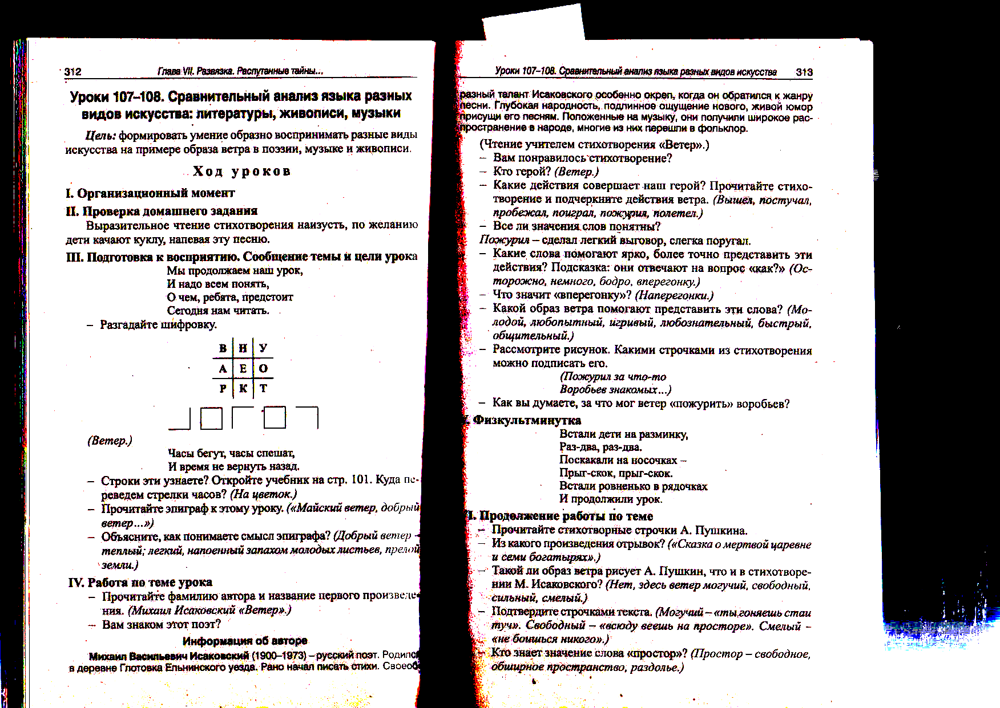 312 Глава VII. Развязка. Распутанные тайны...
Уроки 107–108. Сравнительный анализ языка разных
видов искусства: литературы, живописи, музыки
Цель: формировать умение образно воспринимать разные виды
искусства на примере образа ветра в поэзии, музыке и живописи.
Ход уроков
I. Организационный момент
II. Проверка домашнего задания
Выразительное чтение стихотворения наизусть, по желанию
дети качают куклу, напевая эту песню.
III. Подготовка к восприятию. Сообщение темы и цели урока
Мы продолжаем наш урок,
И надо всем понять,
О чем, ребята, предстоит
Сегодня нам читать.
– Разгадайте шифровку.
В Н У
А Е О
Р К Т
(Ветер.)
Часы бегут, часы спешат,
И время не вернуть назад.
– Строки эти узнаете? Откройте учебник на стр. 101. Куда пе-
реведем стрелки часов? (На цветок.)
– Прочитайте эпиграф к этому уроку. («Майский ветер, добрый
ветер...»)
– Объясните, как понимаете смысл эпиграфа? (Добрый ветер –
теплый; легкий, напоенный запахом молодых листьев, прелой
земли.)
IV. Работа по теме урока
– Прочитайте фамилию автора и название первого произведе-
ния. (Михаил Исаковский «Ветер».)
– Вам знаком этот поэт?
Информация об авторе
Михаил Васильевич Исаковский (1900–1973) – русский поэт. Родился
в деревне Глотовка Ельнинского уезда. Рано начал писать стихи. Своеоб
Уроки 107–108. Сравнительный анализ языка разных видов искусства 313
разный талант Исаковского особенно окреп, когда он обратился к жанру
песни. Глубокая народность, подлинное ощущение нового, живой юмор
присущи его песням. Положенные на музыку, они получили широкое рас-
пространение в народе, многие из них перешли в фольклор.
(Чтение учителем стихотворения «Ветер».)
– Вам понравилось стихотворение?
– Кто герой? (Ветер.)
– Какие действия совершает наш герой? Прочитайте стихо-
творение и подчеркните действия ветра. (Вышел, постучал,
пробежал, поиграл, пожурил, полетел.)
– Все ли значения слов понятны?
Пожурил – сделал легкий выговор, слегка поругал.
– Какие слова помогают ярко, более точно представить эти
действия? Подсказка: они отвечают на вопрос «как?» (Ос-
торожно, немного, бодро, вперегонку.)
– Что значит «вперегонку»? (Наперегонки.)
– Какой образ ветра помогают представить эти слова? (Мо-
лодой, любопытный, игривый, любознательный, быстрый,
общительный.)
– Рассмотрите рисунок. Какими строчками из стихотворения
можно подписать его.
(Пожурил за что-то
Воробьев знакомых...)
– Как вы думаете, за что мог ветер «пожурить» воробьев?
. Физкультминутка
Встали дети на разминку,
Раз-два, раз-два.
Поскакали на носочках –
Прыг-скок, прыг-скок.
Встали ровненько в рядочках
И продолжили урок.
I. Продолжение работы по теме
– Прочитайте стихотворные строчки А. Пушкина.
– Из какого произведения отрывок? («Сказка о мертвой царевне
и семи богатырях».)
– Такой ли образ ветра рисует А. Пушкин, что и в стихотворе-
нии М. Исаковского? (Нет, здесь ветер могучий, свободный,
сильный, смелый.)
– Подтвердите строчками текста. (Могучий – «ты гоняешь стаи
туч». Свободный – «всюду веешь на просторе». Смелый –
«не боишься никого».)
– Кто знает значение слова «простор»? (Простор – свободное,
обширное пространство, раздолье.)